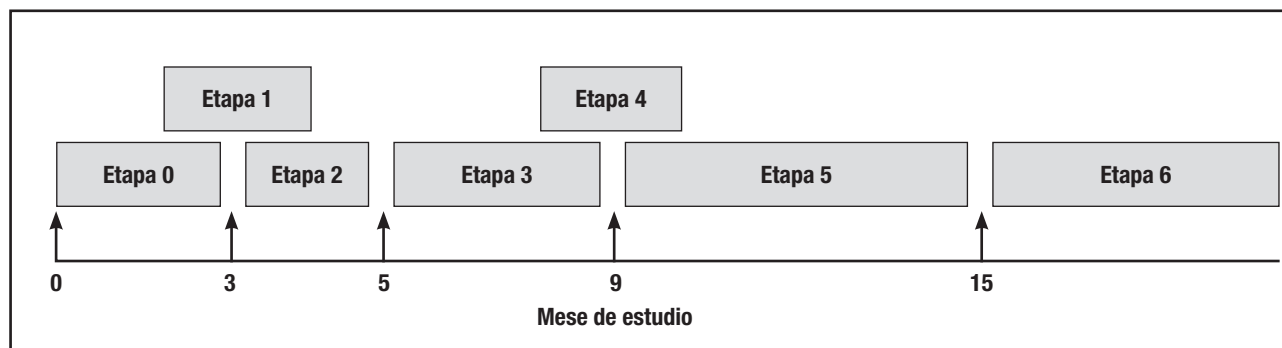 Etapa 1
Etapa 4
Etapa 0
Etapa 2
Etapa 3
Etapa 5
Etapa 6
0 3 5 9 15
Mese de estudio